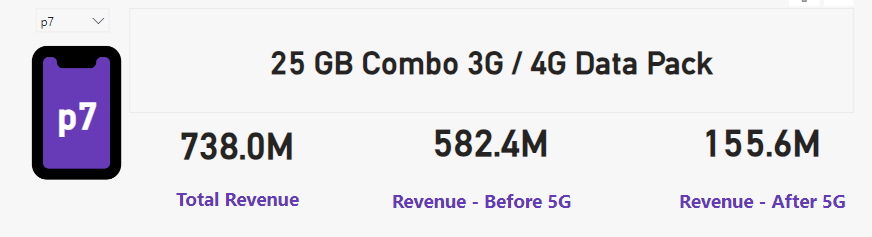 p7
25 GB Combo 3G / 4G Data Pack
p7
738.0M
582.4M
155.6M
Total Revenue
Revenue - Before 5G
Revenue - After 5G